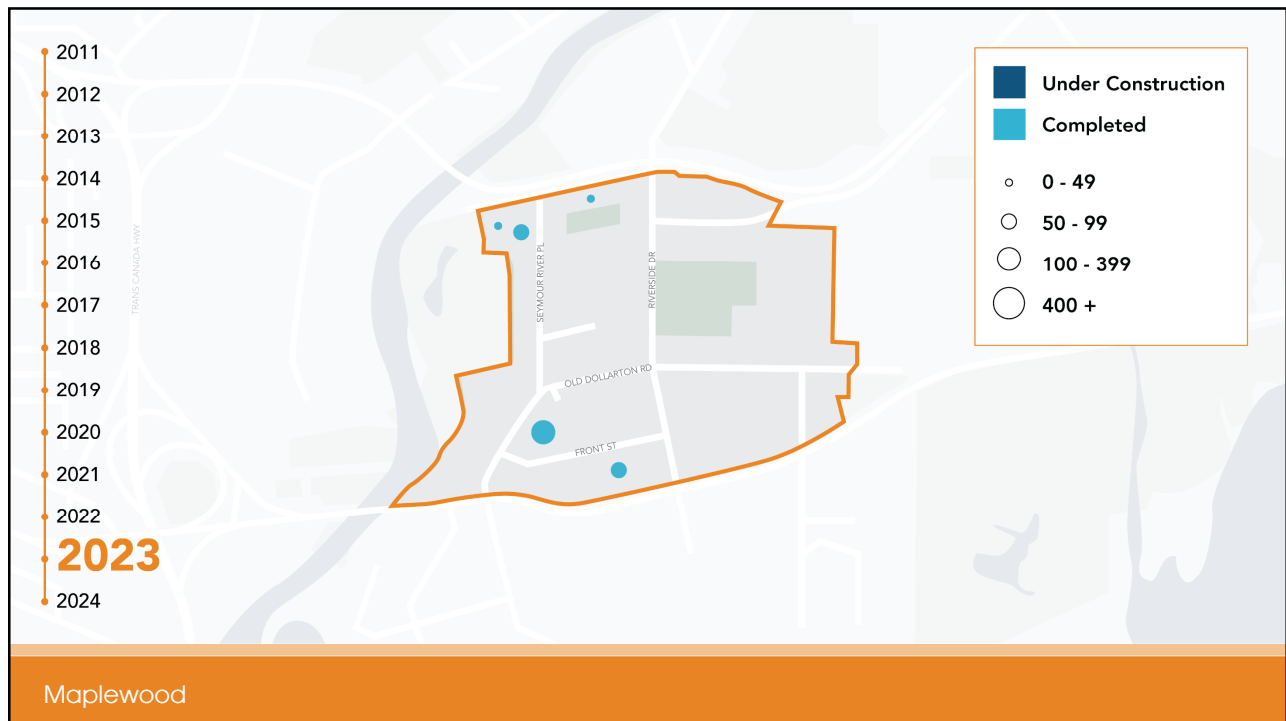 2011
2012
2013
2014
2015
2016
2017
2018
2019
2020
2021
2022
2023
2024
TRANS CANADA HWY
SEYMOUR RIVER PL
RIVERSIDE DR
OLD DOLLARTON RD
FRONT ST
Under Construction
Completed
0 - 49
50 - 99
100 - 399
400 +
Maplewood